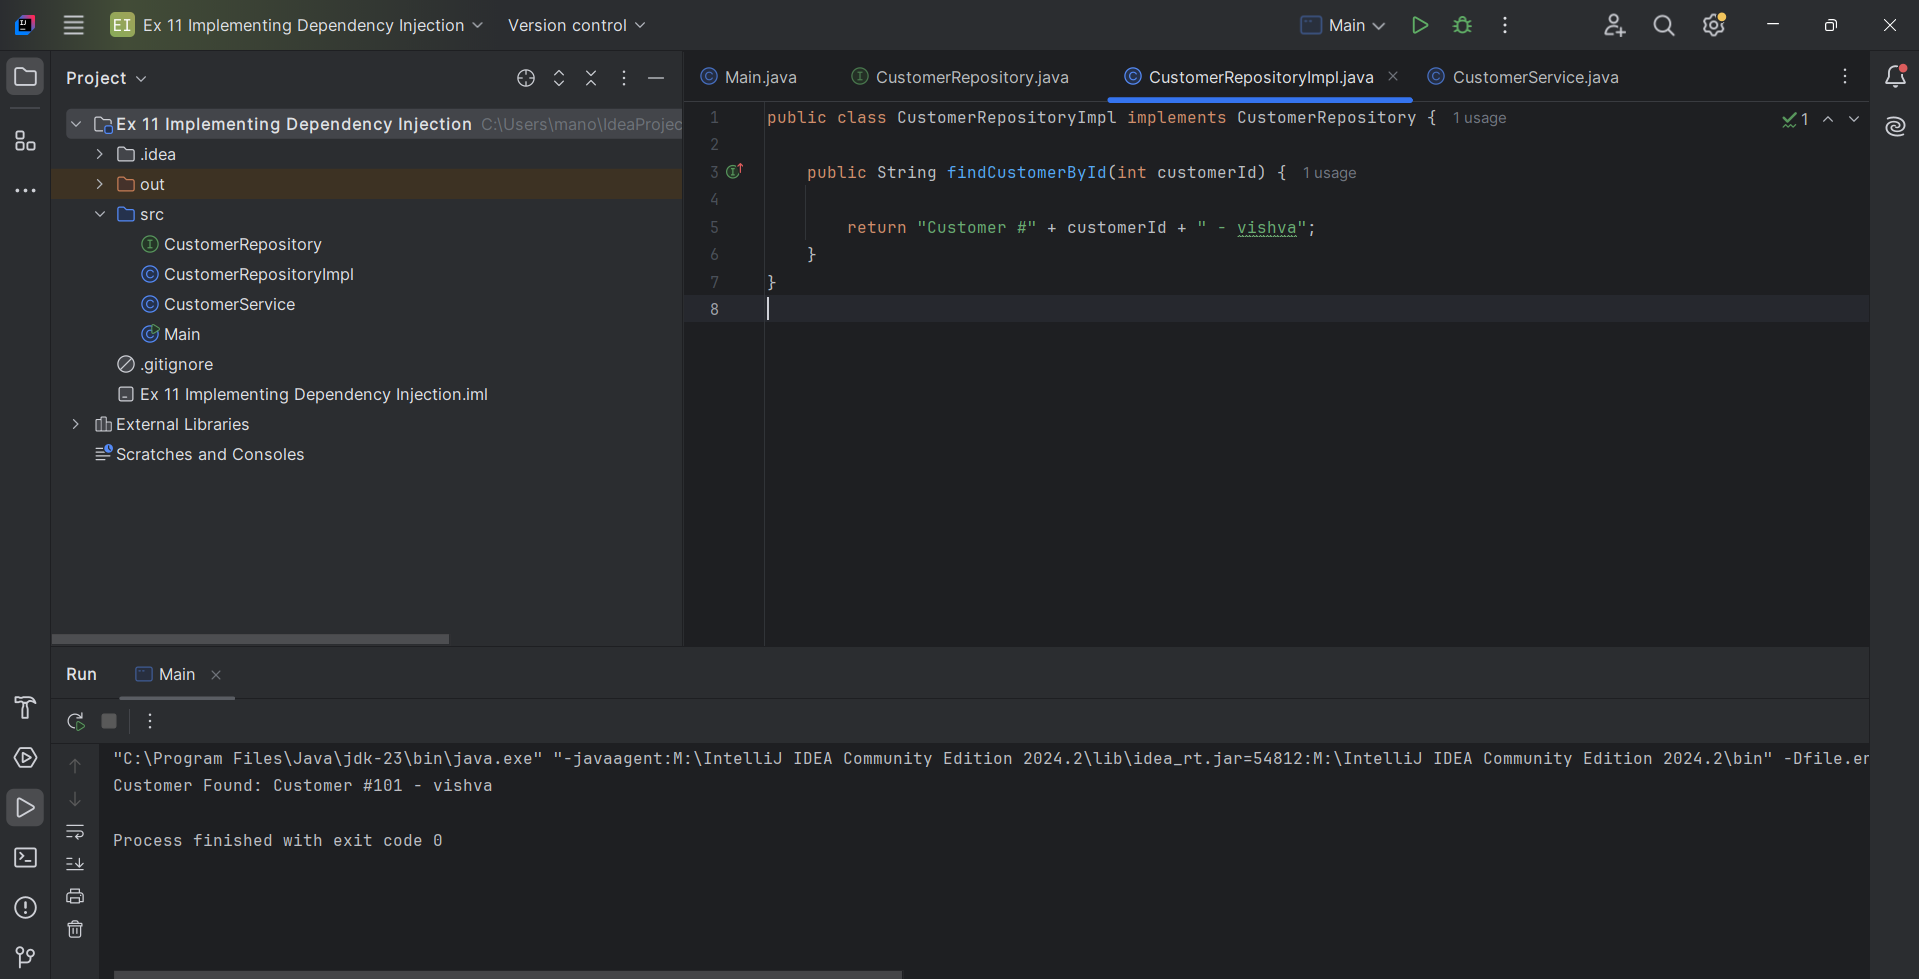 EI Ex 11 Implementing Dependency Injection Version control Main
Project
Main.java CustomerRepository.java CustomerRepositoryImpl.java CustomerService.java
Ex 11 Implementing Dependency Injection C:\Users\mano\IdeaProjec
.idea
out
src
CustomerRepository
CustomerRepositoryImpl
CustomerService
Main
.gitignore
Ex 11 Implementing Dependency Injection.iml
External Libraries
Scratches and Consoles
1 public class CustomerRepositoryImpl implements CustomerRepository { 1 usage
1
2
3 public String findCustomerById(int customerId) { 1 usage
4
5 return "Customer #" + customerId + " - vishva";
6 }
7 }
8
Run Main
"C:\Program Files\Java\jdk-23\bin\java.exe" "-javaagent:M:\IntelliJ IDEA Community Edition 2024.2\lib\idea_rt.jar=54812:M:\IntelliJ IDEA Community Edition 2024.2\bin" -Dfile.en
Customer Found: Customer #101 - vishva
Process finished with exit code 0